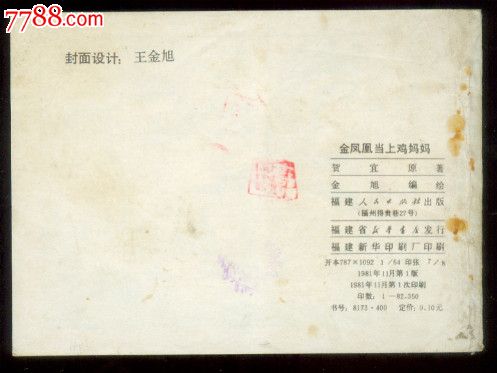 7788.com
封面设计：王金旭
金凤凰当上鸡妈妈
贺宜 原著
金旭 编绘
福建人民出版社出版
(福州得贵巷27号)
福建省新华书店发行
福建新华印刷厂印刷
开本787×1092 1/64 印张 7/8
1981年11月第1版
1981年11月第1次印刷
印数：1—82,350
书号：8173·400 定价：0.10元